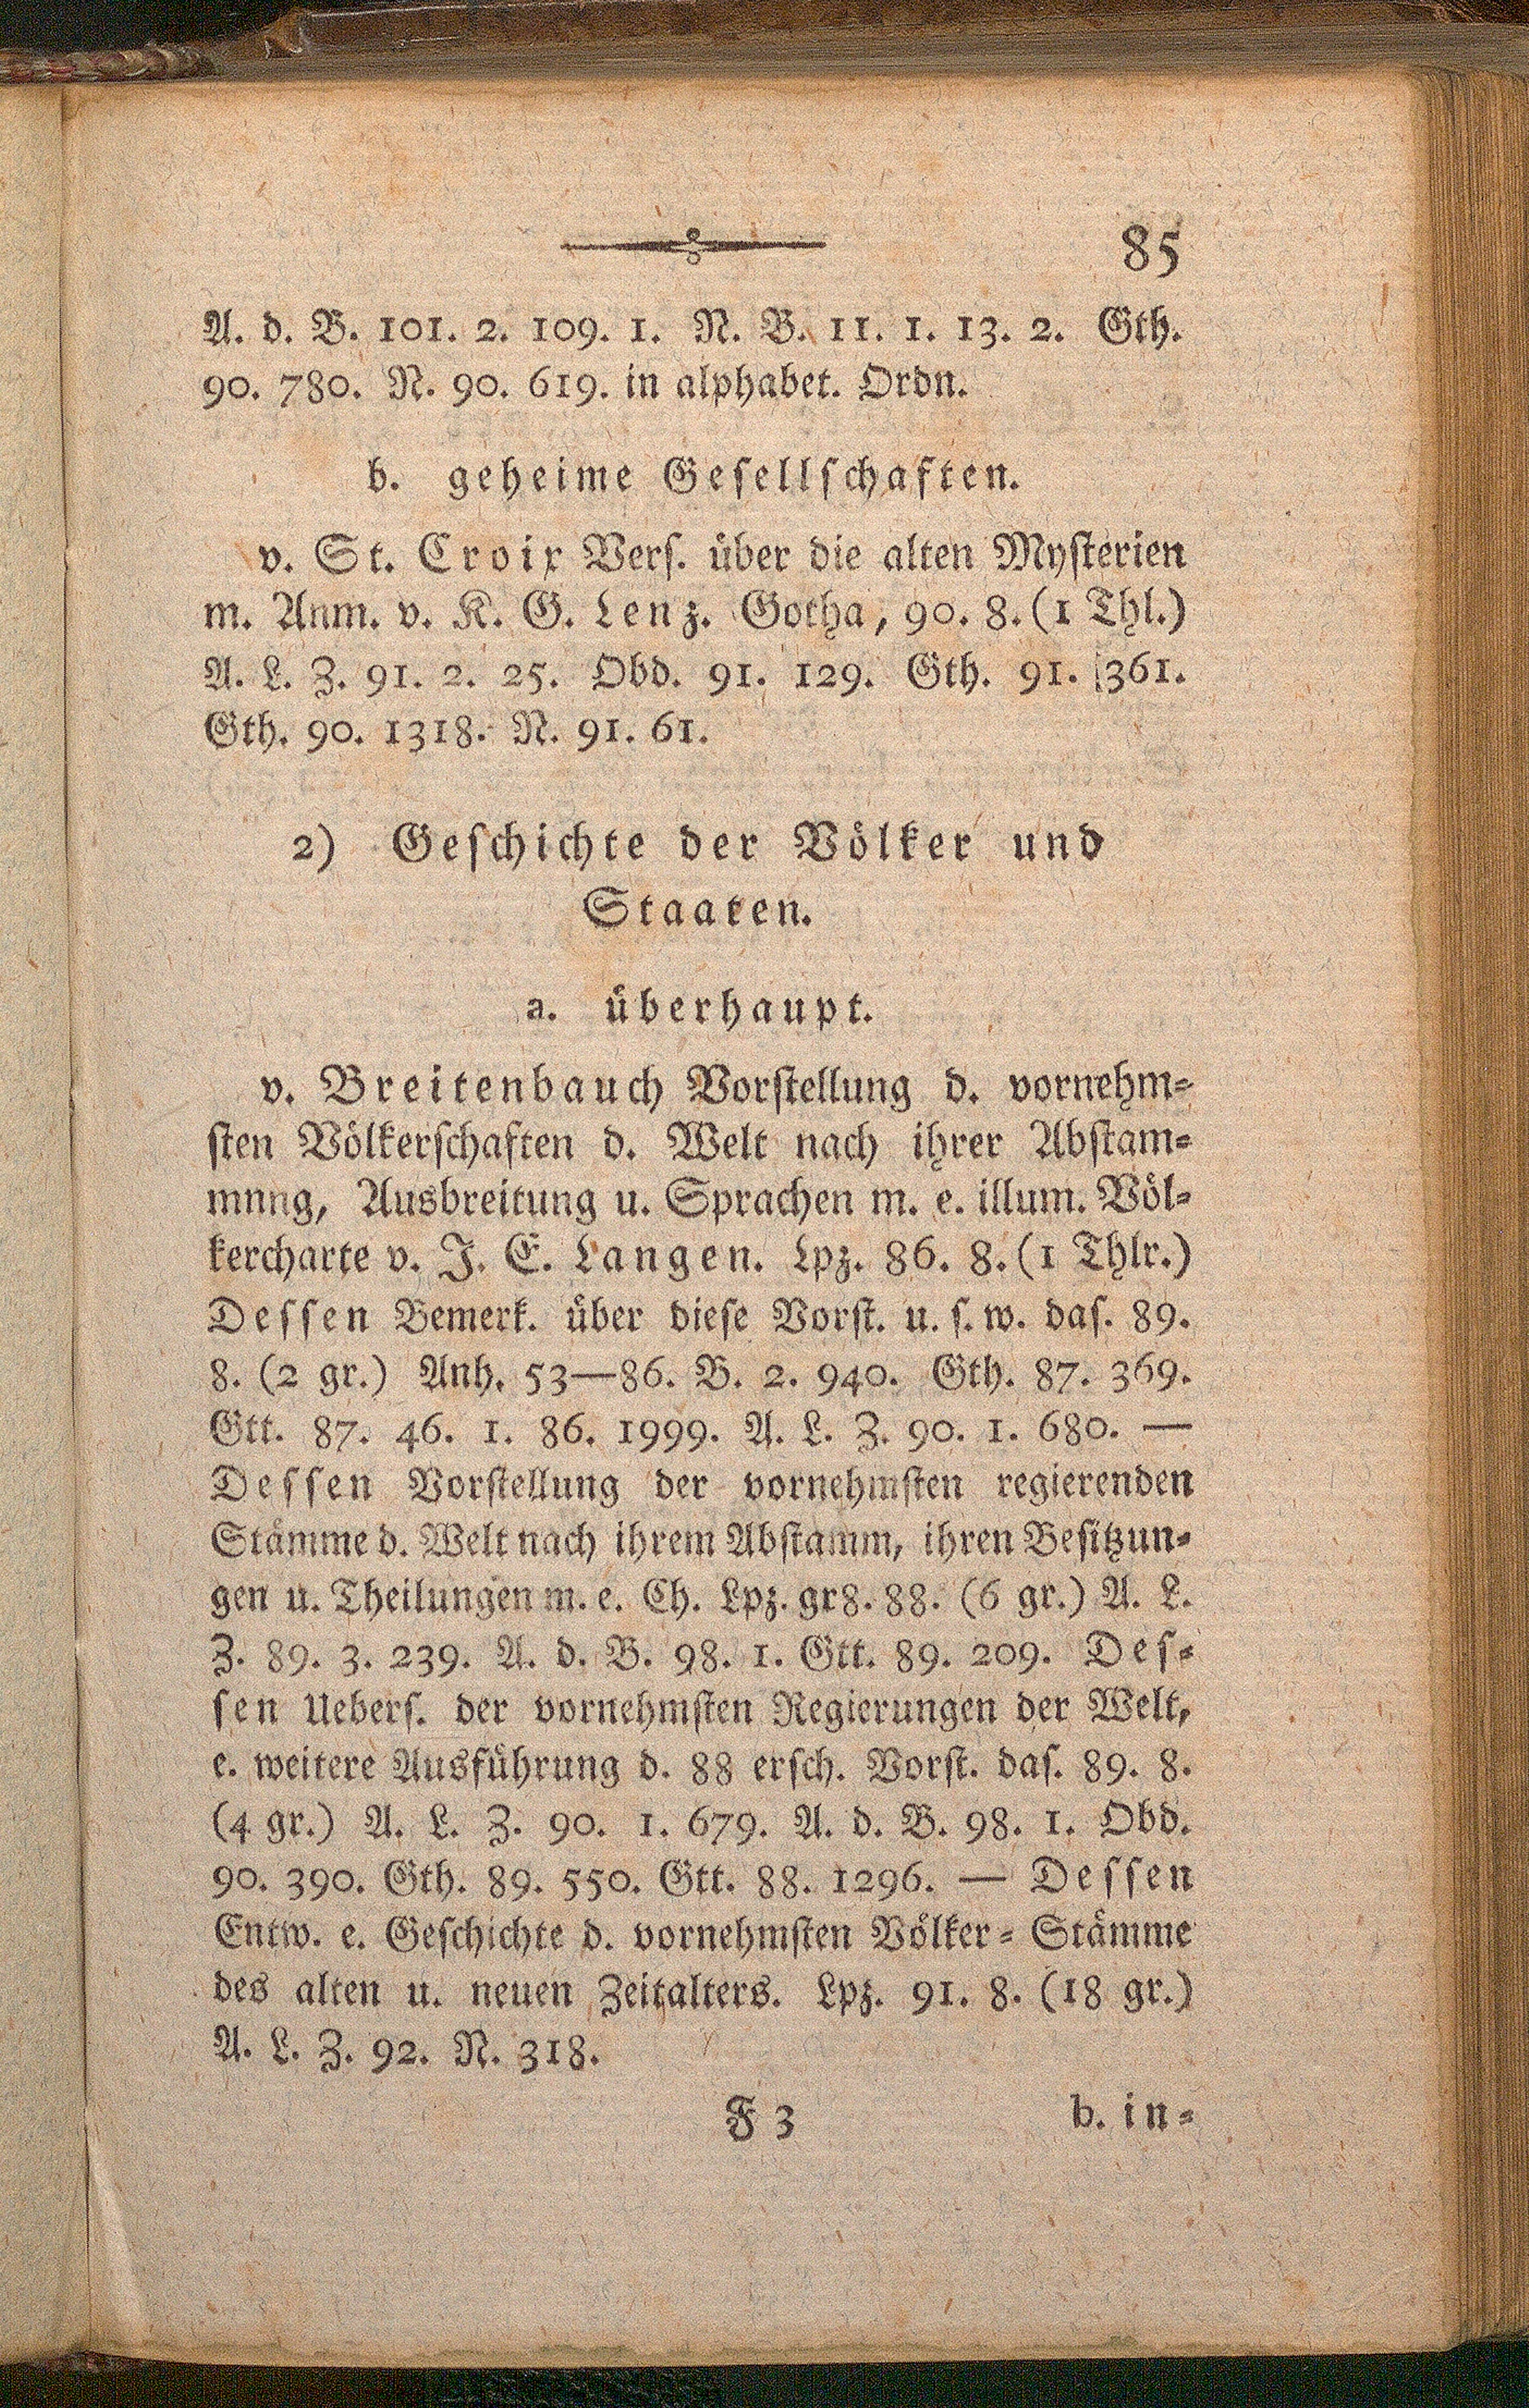 85
A. d. B. 101. 2. 109. 1. N. B. 11. 1. 13. 2. Gth.
90. 780. N. 90. 619. in alphabet. Ordn.
b. geheime Gesellschaften.
v. St. Croix Vers. über die alten Mysterien
m. Anm. v. K. G. Lenz. Gotha, 90. 8. (1 Thl.)
A. L. Z. 91. 2. 25. Obd. 91. 129. Gth. 91. 361.
Gth. 90. 1318. N. 91. 61.
2) Geschichte der Völker und
Staaten.
a. überhaupt.
v. Breitenbauch Vorstellung d. vornehm=
sten Völkerschaften d. Welt nach ihrer Abstam=
mnng, Ausbreitung u. Sprachen m. e. illum. Völ=
kercharte v. J. E. Langen. Lpz. 86. 8. (1 Thlr.)
Dessen Bemerk. über diese Vorst. u. s. w. das. 89.
8. (2 gr.) Anh. 53—86. B. 2. 940. Gth. 87. 369.
Gtt. 87. 46. 1. 86. 1999. A. L. Z. 90. 1. 680. —
Dessen Vorstellung der vornehmsten regierenden
Stämme d. Welt nach ihrem Abstamm, ihren Besitzun=
gen u. Theilungen m. e. Ch. Lpz. gr8. 88. (6 gr.) A. L.
Z. 89. 3. 239. A. d. B. 98. 1. Gtt. 89. 209. Des=
sen Uebers. der vornehmsten Regierungen der Welt,
e. weitere Ausführung d. 88 ersch. Vorst. das. 89. 8.
(4 gr.) A. L. Z. 90. 1. 679. A. d. B. 98. 1. Obd.
90. 390. Gth. 89. 550. Gtt. 88. 1296. — Dessen
Entw. e. Geschichte d. vornehmsten Völker=Stämme
des alten u. neuen Zeitalters. Lpz. 91. 8. (18 gr.)
A. L. Z. 92. N. 318.
F 3 b. in=